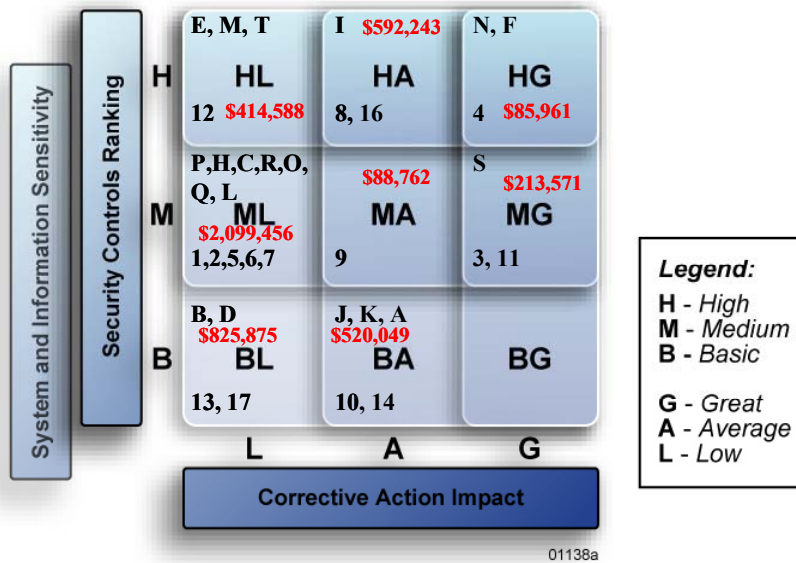 System and Information Sensitivity
Security Controls Ranking
H
E, M, T
HL
12 $414,588
I $592,243
HA
8, 16
N, F
HG
4 $85,961
M
P,H,C,R,O,
Q, L
ML
$2,099,456
1,2,5,6,7
$88,762
MA
9
S
$213,571
MG
3, 11
B
B, D
$825,875
BL
13, 17
J, K, A
$520,049
BA
10, 14
BG
L
A
G
Corrective Action Impact
Legend:
H - High
M - Medium
B - Basic
G - Great
A - Average
L - Low
01138a